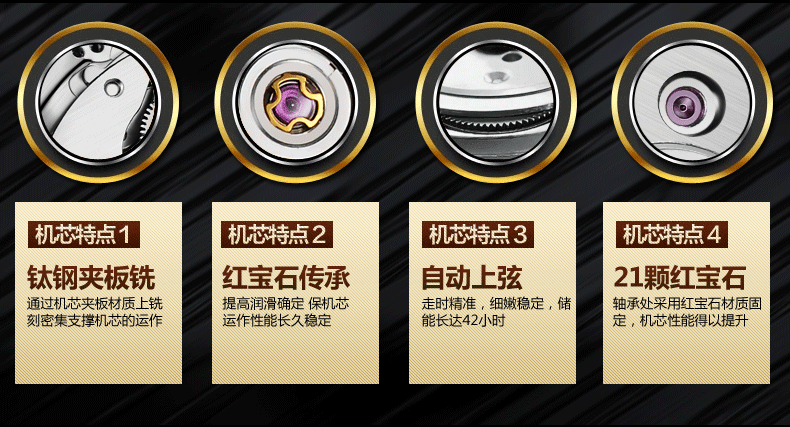 机芯特点1
钛钢夹板铣
通过机芯夹板材质上铣
刻密集支撑机芯的运作
机芯特点2
红宝石传承
提高润滑确定 保机芯
运作性能长久稳定
机芯特点3
自动上弦
走时精准，细嫩稳定，储
能长达42小时
机芯特点4
21颗红宝石
轴承处采用红宝石材质固
定，机芯性能得以提升